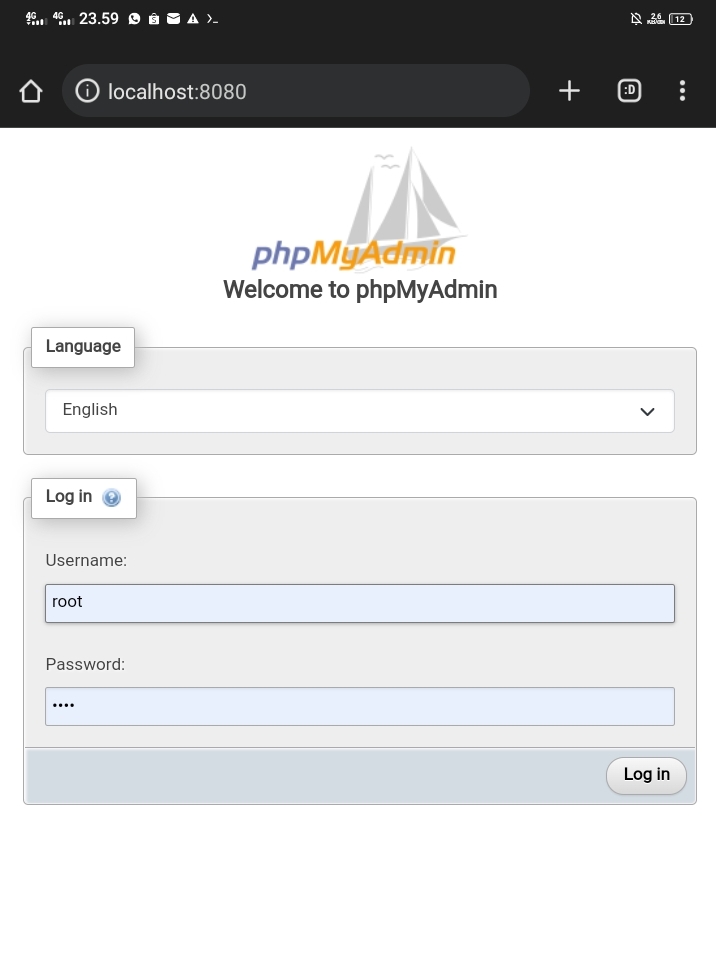 4G 4G 23.59 2,6 12
localhost:8080 :D
phpMyAdmin
Welcome to phpMyAdmin
Language
English
Log in
Username:
root
Password:
••••
Log in